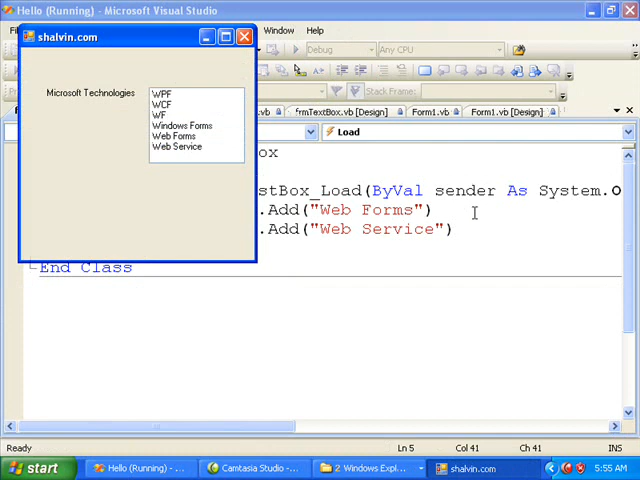 Hello (Running) - Microsoft Visual Studio
shalvin.com
Window Help
Debug Any CPU
Stack Frame:
frmTextBox.vb [Design] Form1.vb Form1.vb [Design]
Load
Microsoft Technologies
WPF
WCF
WF
Windows Forms
Web Forms
Web Service
ox
stBox_Load(ByVal sender As System.O
.Add("Web Forms")
.Add("Web Service")
End Class
Ready Ln 5 Col 41 Ch 41 INS
start Hello (Running) - ... Camtasia Studio -... 2 Windows Expl... shalvin.com 5:55 AM